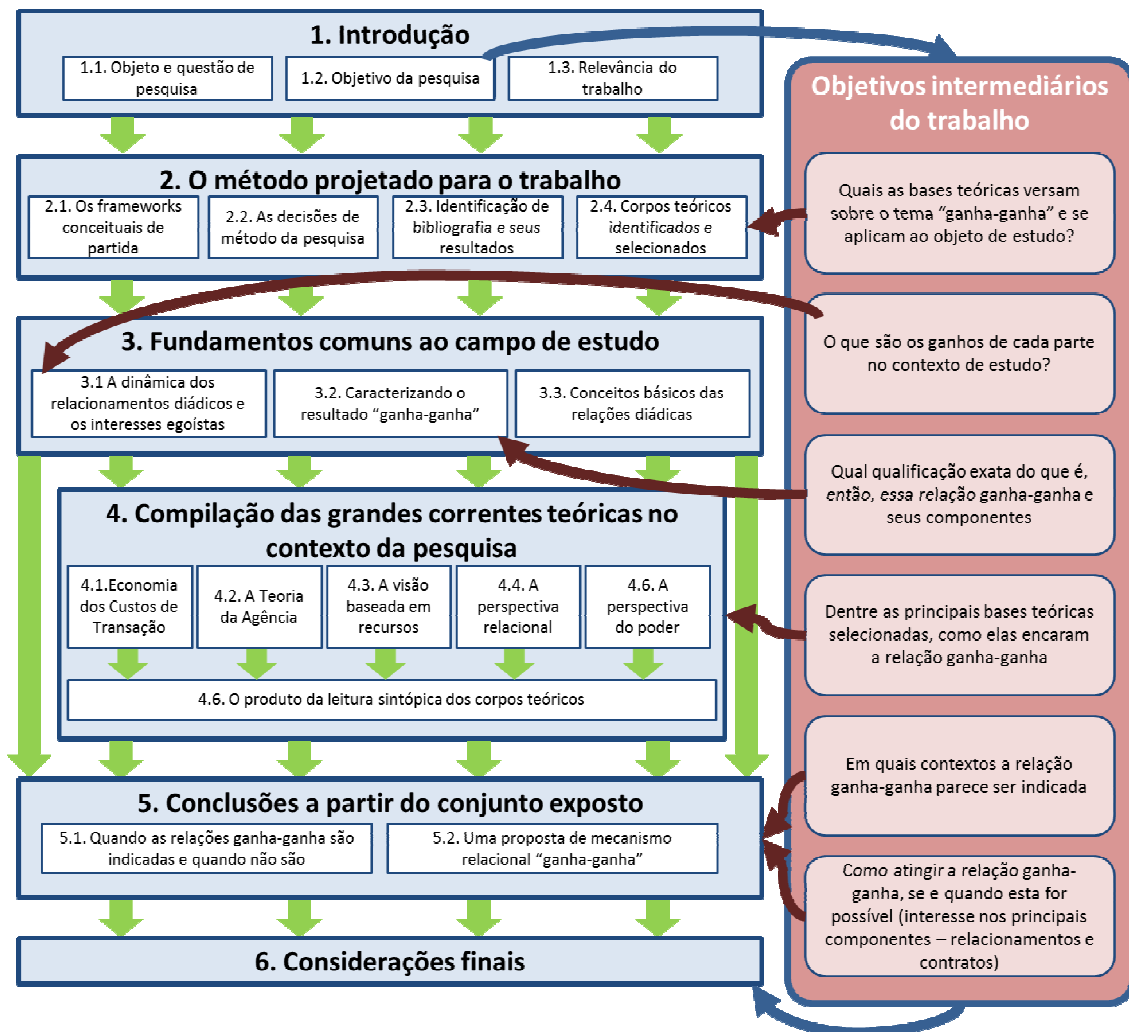 1. Introdução
1.1. Objeto e questão de
pesquisa
1.2. Objetivo da pesquisa
1.3. Relevância do
trabalho
2. O método projetado para o trabalho
2.1. Os frameworks
conceituais de
partida
2.2. As decisões de
método da pesquisa
2.3. Identificação de
bibliografia e seus
resultados
2.4. Corpos teóricos
identificados e
selecionados
3. Fundamentos comuns ao campo de estudo
3.1 A dinâmica dos
relacionamentos diádicos e
os interesses egoístas
3.2. Caracterizando o
resultado “ganha-ganha”
3.3. Conceitos básicos das
relações diádicas
4. Compilação das grandes correntes teóricas no
contexto da pesquisa
4.1.Economia
dos Custos de
Transação
4.2. A Teoria
da Agência
4.3. A visão
baseada em
recursos
4.4. A
perspectiva
relacional
4.6. A
perspectiva
do poder
4.6. O produto da leitura sintópica dos corpos teóricos
5. Conclusões a partir do conjunto exposto
5.1. Quando as relações ganha-ganha são
indicadas e quando não são
5.2. Uma proposta de mecanismo
relacional “ganha-ganha”
6. Considerações finais
Objetivos intermediários
do trabalho
Quais as bases teóricas versam
sobre o tema “ganha-ganha” e se
aplicam ao objeto de estudo?
O que são os ganhos de cada parte
no contexto de estudo?
Qual qualificação exata do que é,
então, essa relação ganha-ganha e
seus componentes
Dentre as principais bases teóricas
selecionadas, como elas encaram
a relação ganha-ganha
Em quais contextos a relação
ganha-ganha parece ser indicada
Como atingir a relação ganha-
ganha, se e quando esta for
possível (interesse nos principais
componentes – relacionamentos e
contratos)